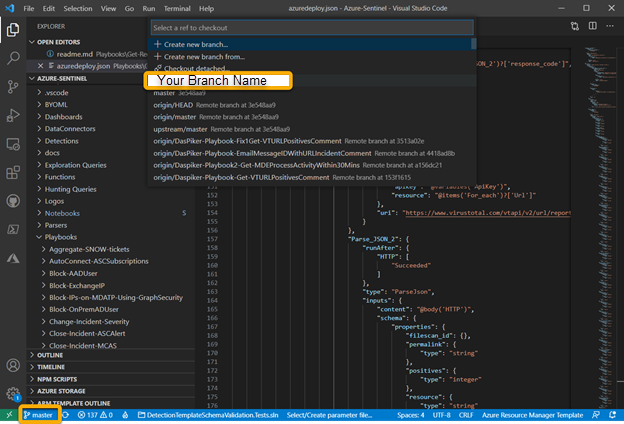 File Edit Selection View Go Run Terminal Help
azuredeploy.json - Azure-Sentinel - Visual Studio Code
EXPLORER
Select a ref to checkout
OPEN EDITORS
Create new branch...
readme.md Playbooks\Get-Re
Create new branch from...
azuredeploy.json Playbooks\G
Checkout detached...
_2')?['response_code']",
AZURE-SENTINEL
Your Branch Name
.vscode
master 3e548aa9
BYOML
origin/HEAD Remote branch at 3e548aa9
Dashboards
origin/master Remote branch at 3e548aa9
DataConnectors
upstream/master Remote branch at 3e548aa9
Detections
origin/DasPiker-Playbook-Fix1Get-VTURLPositivesComment Remote branch at 3513a02e
docs
origin/DasPiker-Playbook-EmailMessageIDWithURLIncidentComment Remote branch at 4418ad8b
Exploration Queries
origin/DasPiker-Playbook2-Get-MDEProcessActivityWithin30Mins Remote branch at a156dc21
Functions
origin/DasPiker-Playbook-Get-VTURLPositivesComment Remote branch at 153f1615
Hunting Queries
151 "apikey": "@variables('ApiKey')",
Logos
152 "resource": "@items('For_each')?['Url']"
Notebooks S
153 },
Parsers
154 "uri": "https://www.virustotal.com/vtapi/v2/url/report
Playbooks
155 }
Aggregate-SNOW-tickets
156 },
AutoConnect-ASCSubscriptions
157 "Parse_JSON_2": {
Block-AADUser
158 "runAfter": {
Block-ExchangeIP
159 "HTTP": [
Block-IPs-on-MDATP-Using-GraphSecurity
160 "Succeeded"
Block-OnPremADUser
161 ]
Change-Incident-Severity
162 },
Close-Incident-ASCAlert
163 "type": "ParseJson",
Close-Incident-MCAS
164 "inputs": {
OUTLINE
165 "content": "@body('HTTP')",
TIMELINE
166 "schema": {
NPM SCRIPTS
167 "properties": {
AZURE STORAGE
168 "filescan_id": {},
ARM TEMPLATE OUTLINE
169 "permalink": {
170 "type": "string"
171 },
172 "positives": {
173 "type": "integer"
174 },
175 "resource": {
176 "type": "string"
1
master 137 0 DetectionTemplateSchemaValidation.Tests.sln Select/Create parameter file... Spaces: 4 UTF-8 CRLF Azure Resource Manager Template